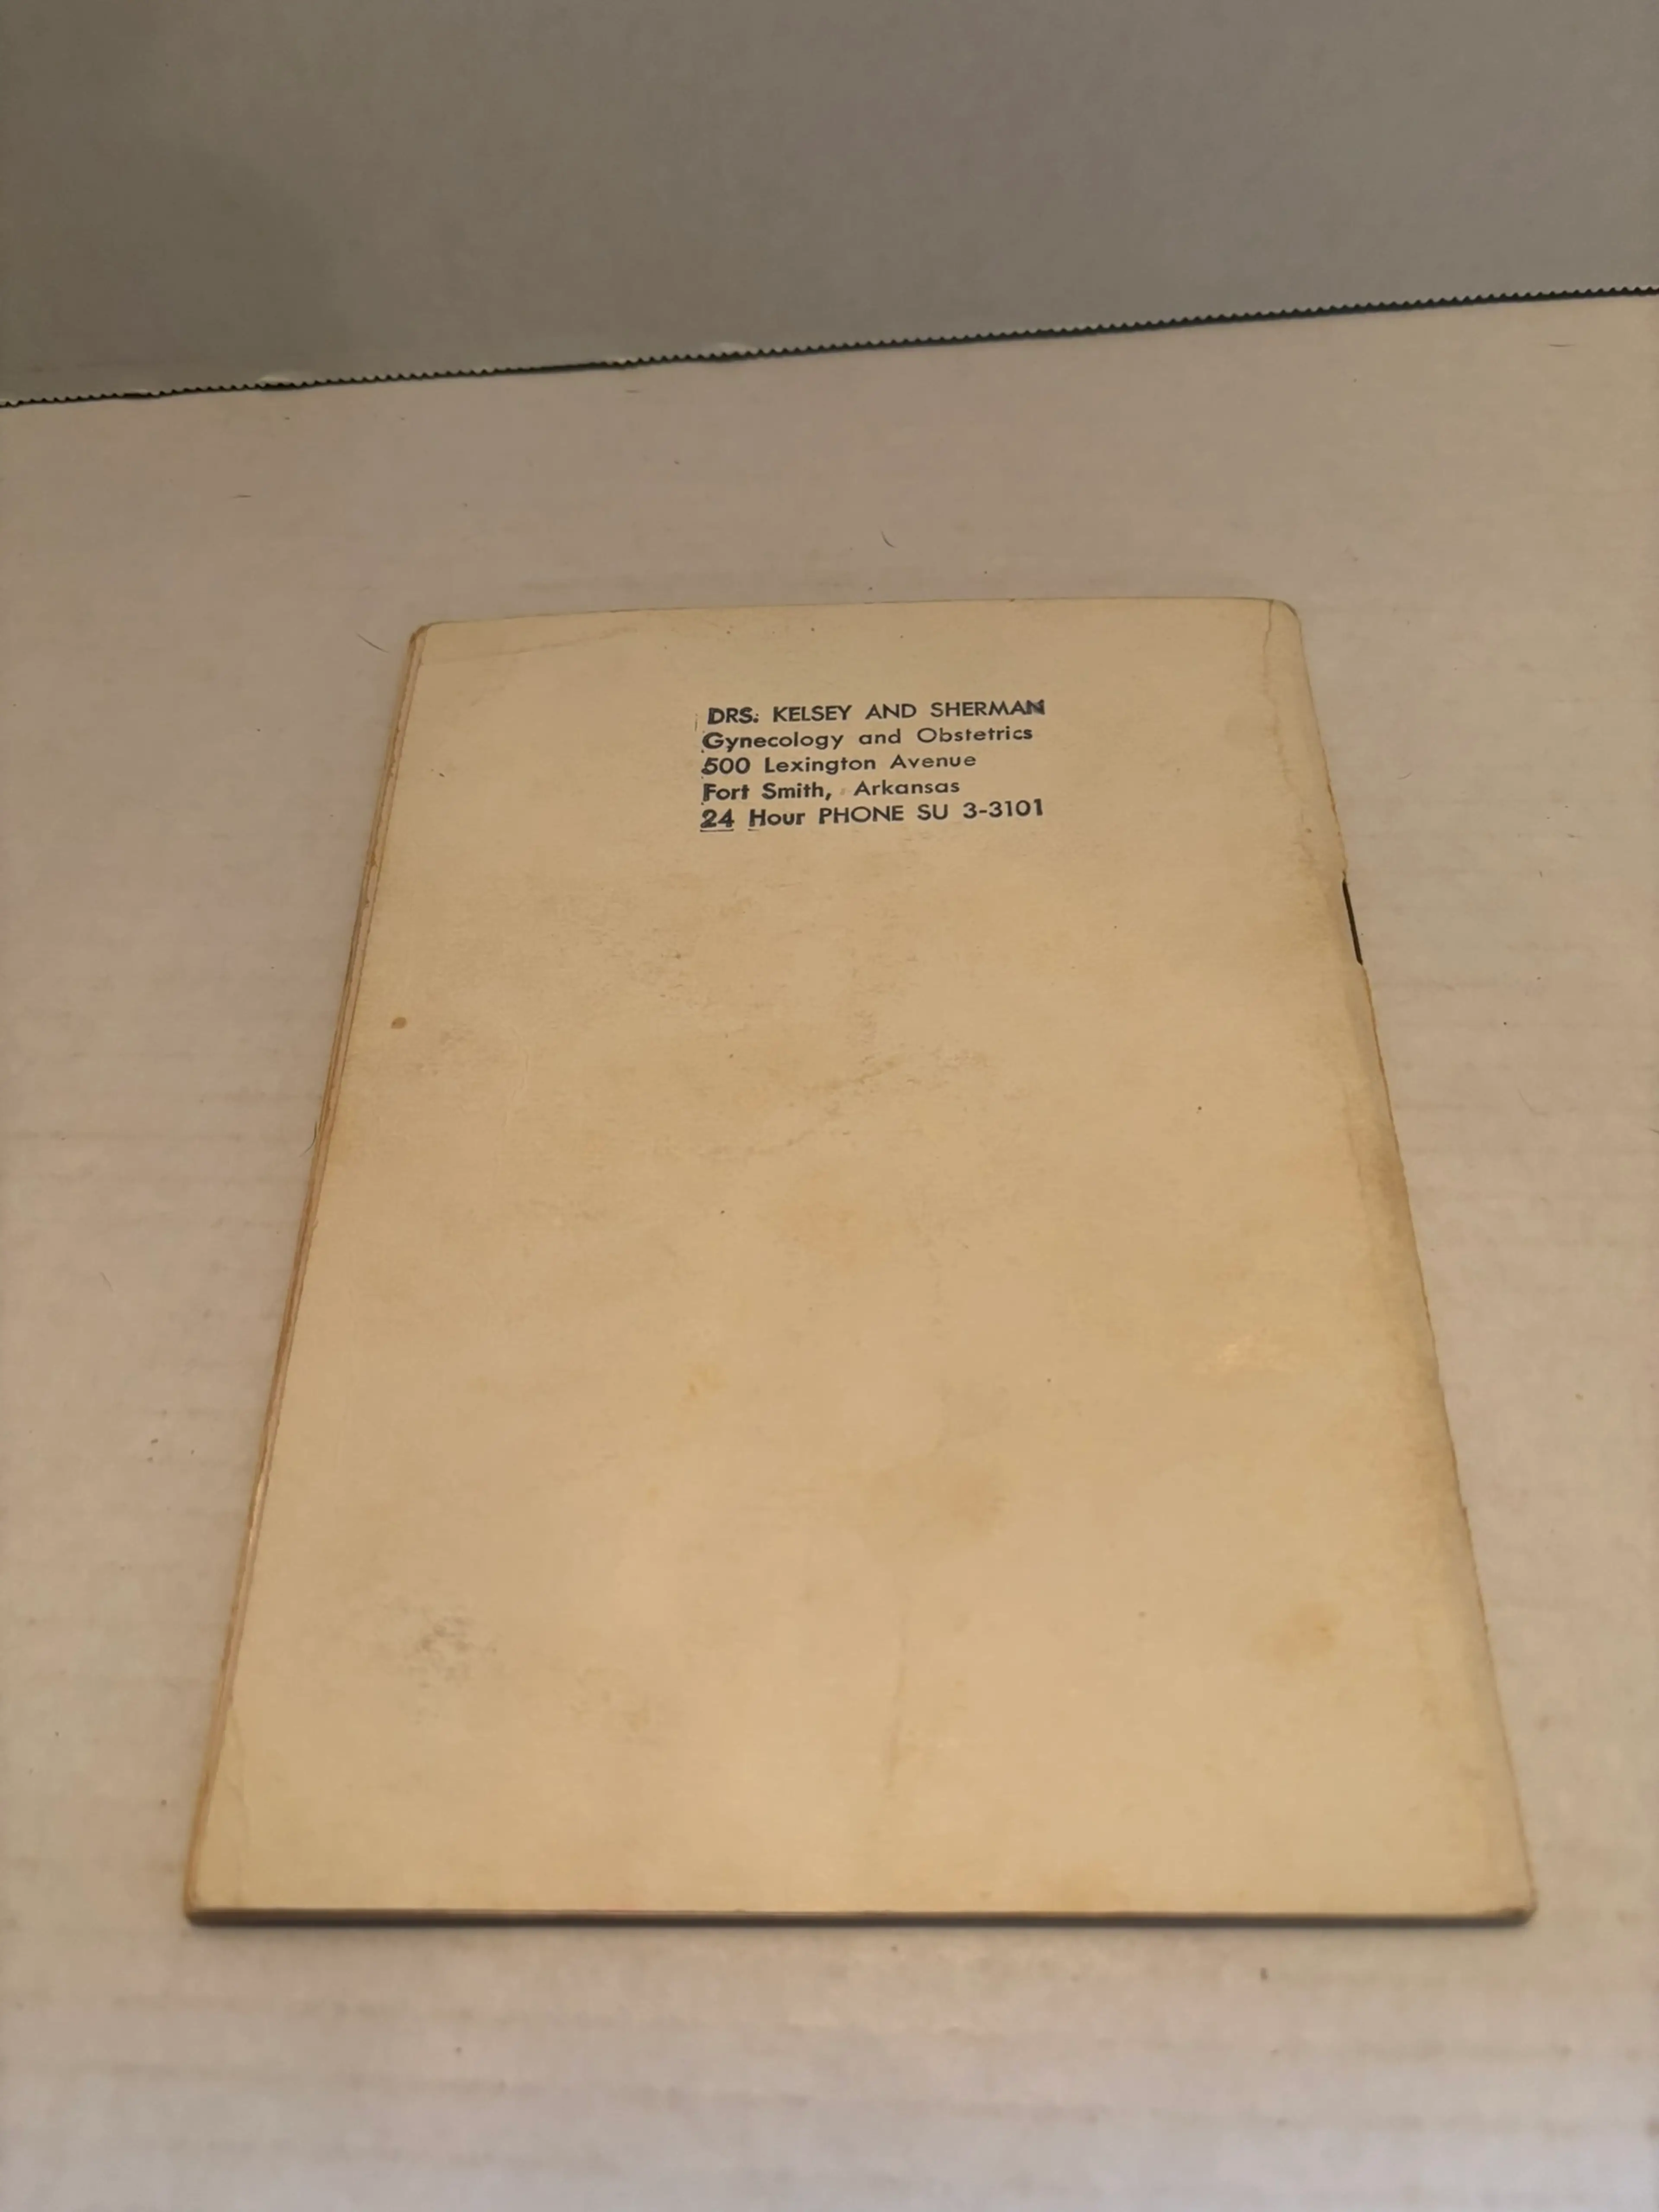 DRS. KELSEY AND SHERMAN
Gynecology and Obstetrics
500 Lexington Avenue
Fort Smith, Arkansas
24 Hour PHONE SU 3-3101